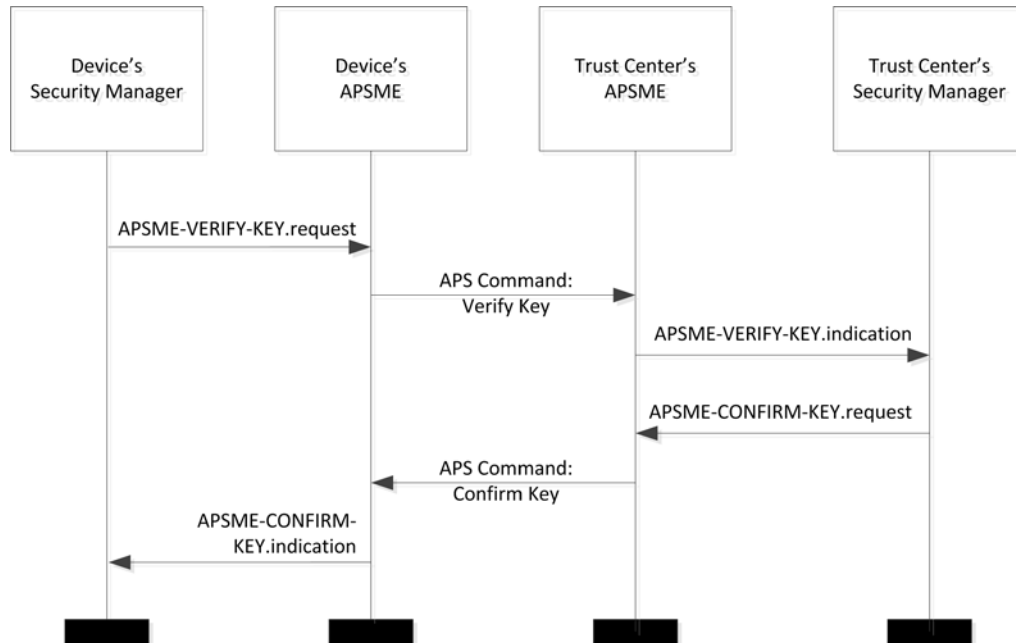 Device’s
Security Manager
Device’s
APSME
Trust Center’s
APSME
Trust Center’s
Security Manager
APSME-VERIFY-KEY.request
APS Command:
Verify Key
APSME-VERIFY-KEY.indication
APSME-CONFIRM-KEY.request
APS Command:
Confirm Key
APSME-CONFIRM-
KEY.indication